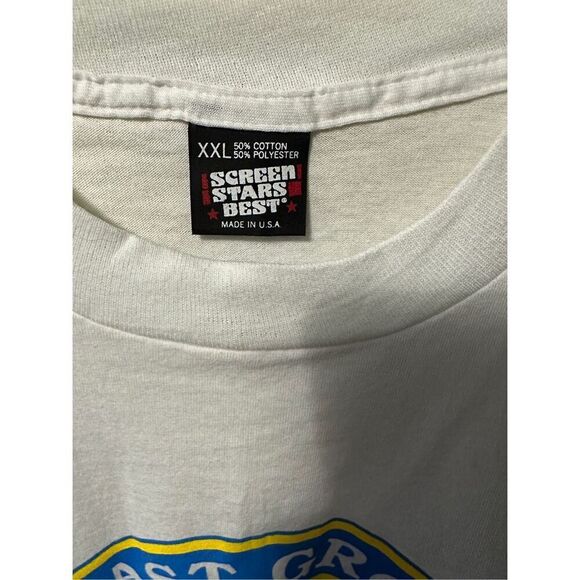 XXL 50% COTTON
50% POLYESTER
SCREEN
STARS
BEST®
MADE IN U.S.A.